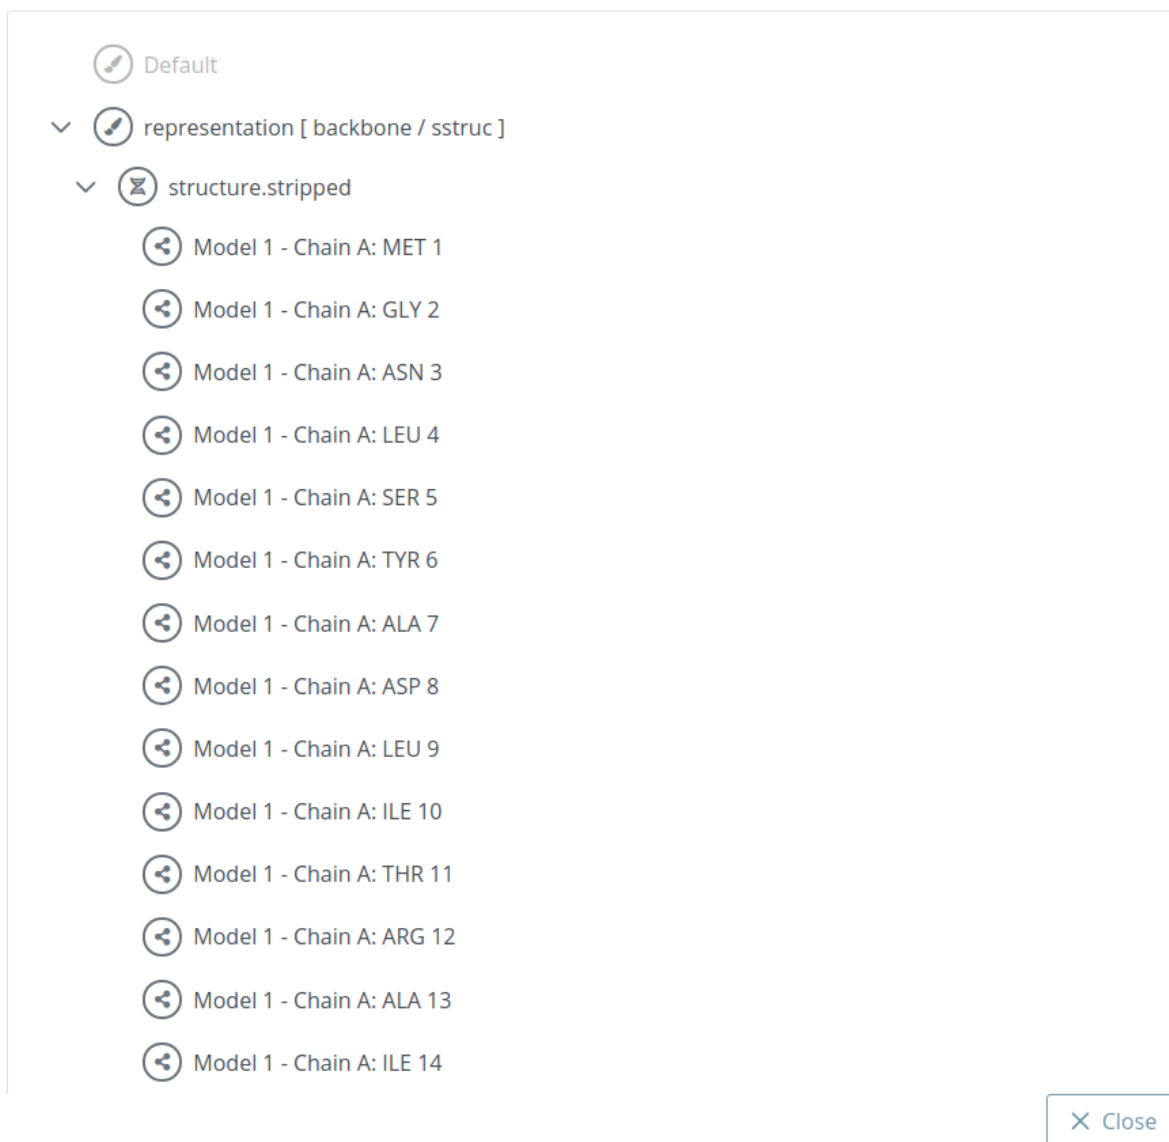 Default
representation [ backbone / sstruc ]
structure.stripped
Model 1 - Chain A: MET 1
Model 1 - Chain A: GLY 2
Model 1 - Chain A: ASN 3
Model 1 - Chain A: LEU 4
Model 1 - Chain A: SER 5
Model 1 - Chain A: TYR 6
Model 1 - Chain A: ALA 7
Model 1 - Chain A: ASP 8
Model 1 - Chain A: LEU 9
Model 1 - Chain A: ILE 10
Model 1 - Chain A: THR 11
Model 1 - Chain A: ARG 12
Model 1 - Chain A: ALA 13
Model 1 - Chain A: ILE 14
Close